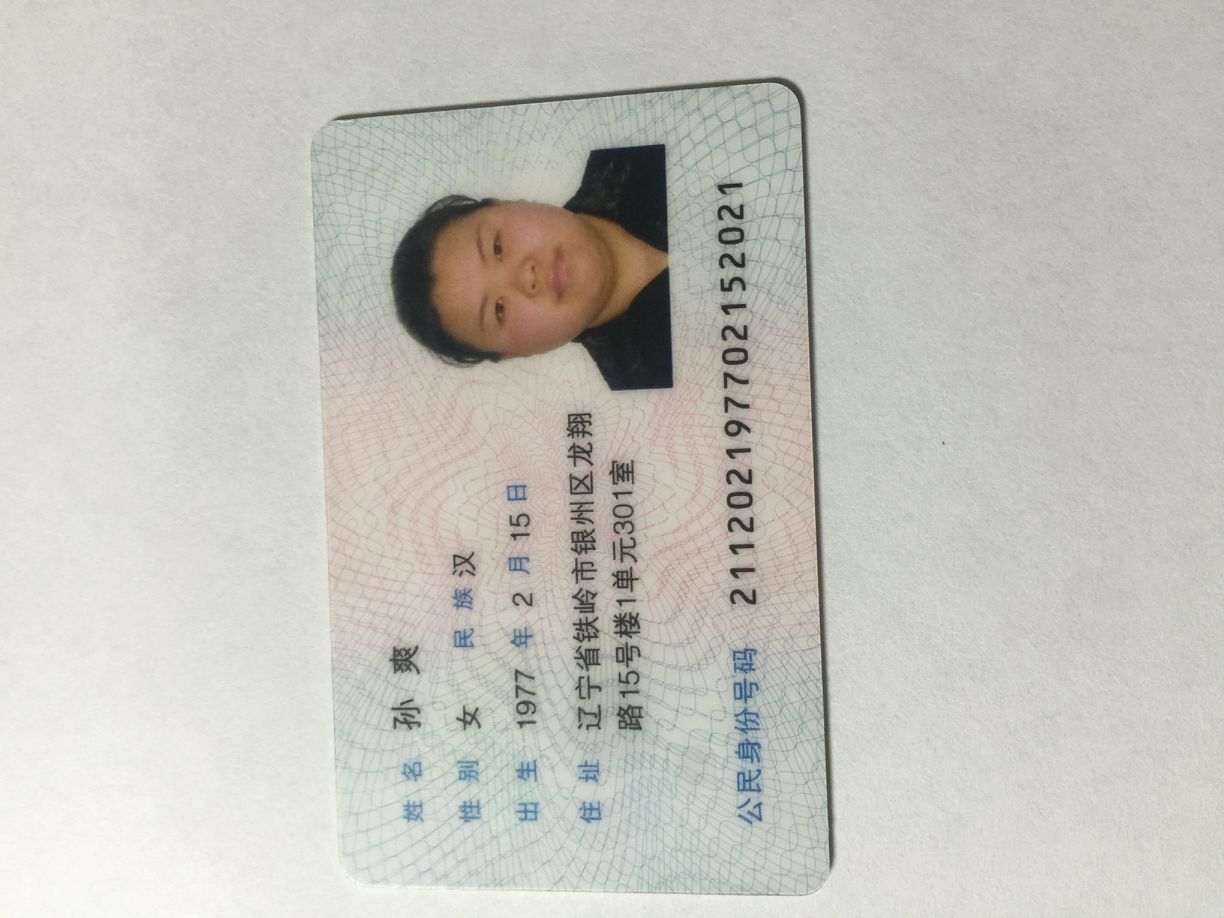 姓名 孙爽
性别 女 民族 汉
出生 1977 年 2 月 15 日
住址 辽宁省铁岭市银州区龙翔
路15号楼1单元301室
公民身份号码 211202197702152021